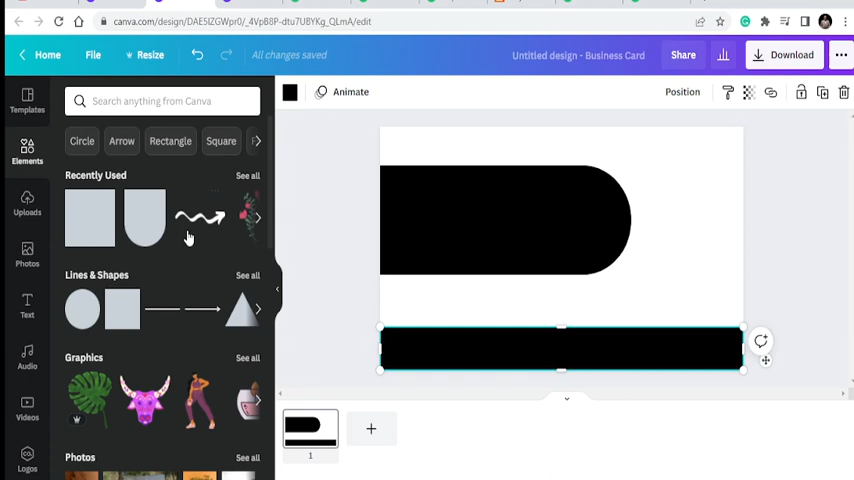 canva.com/design/DAE5IZGWpr0/_4VpB8P-dtu7UBYKg_QLmA/edit
Home
File
Resize
All changes saved
Untitled design - Business Card
Share
Download
Templates
Elements
Uploads
Photos
Text
Audio
Videos
Logos
Search anything from Canva
Circle
Arrow
Rectangle
Square
Recently Used
See all
Lines & Shapes
See all
Graphics
See all
Photos
See all
Animate
Position
1